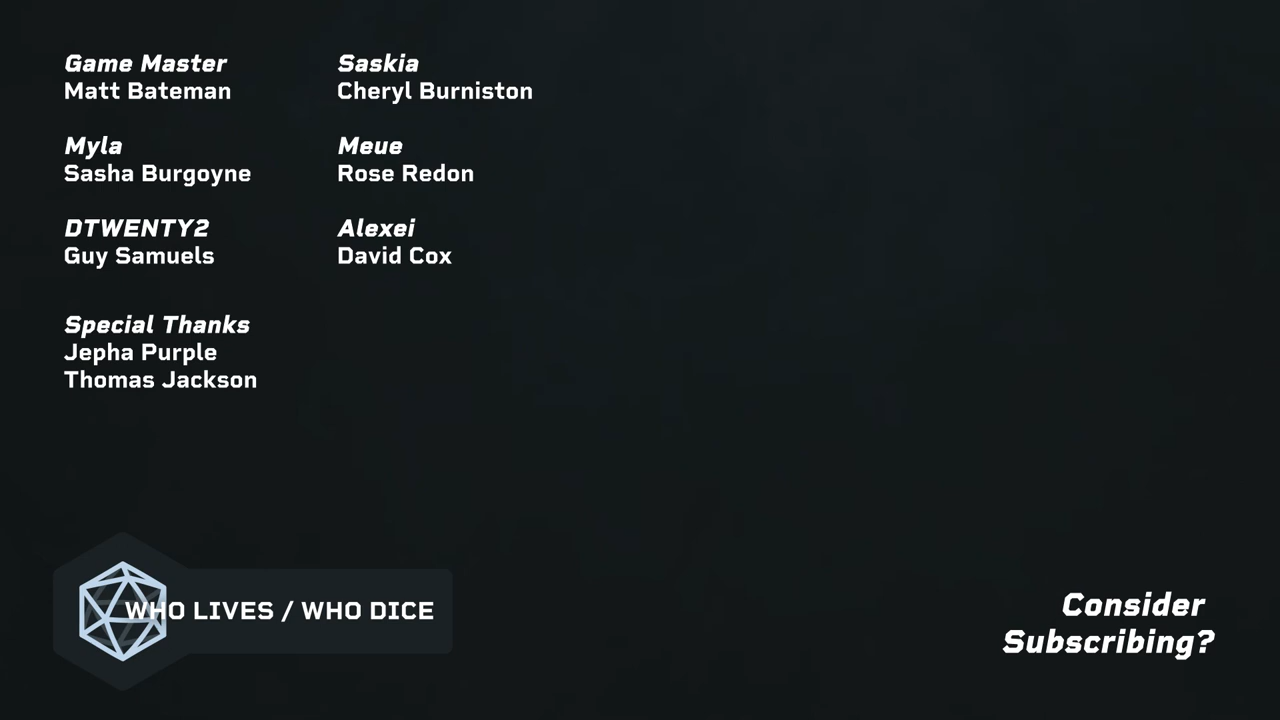 Game Master
Matt Bateman
Myla
Sasha Burgoyne
DTWENTY2
Guy Samuels
Saskia
Cheryl Burniston
Meue
Rose Redon
Alexei
David Cox
Special Thanks
Jepha Purple
Thomas Jackson
WHO LIVES / WHO DICE
Consider
Subscribing?